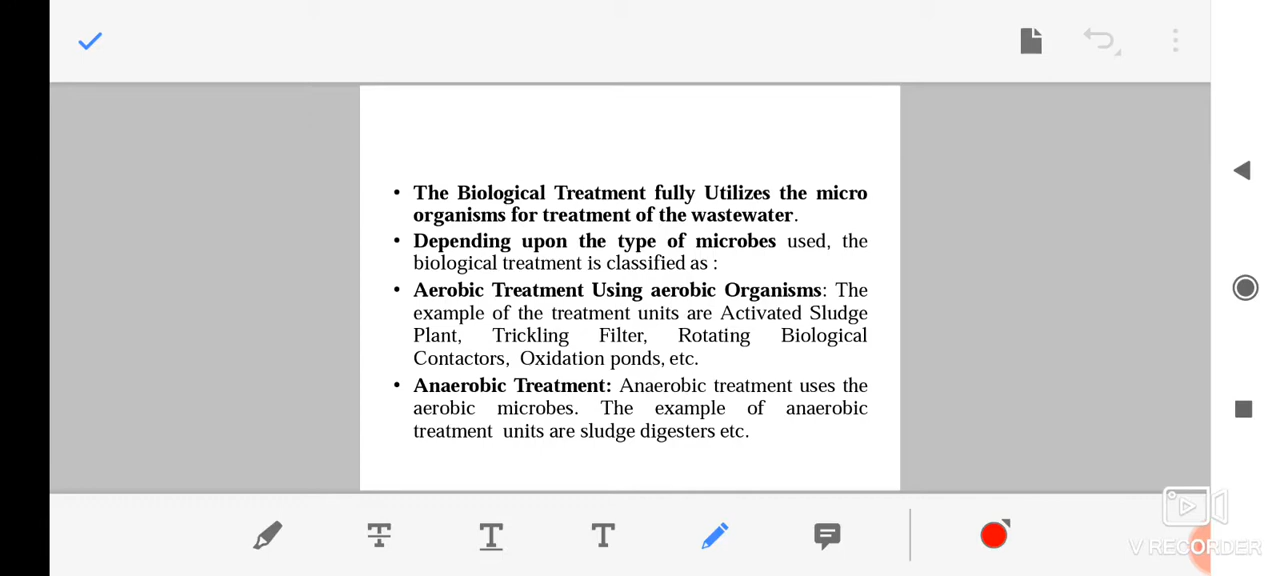 • The Biological Treatment fully Utilizes the micro
organisms for treatment of the wastewater.
• Depending upon the type of microbes used, the
biological treatment is classified as :
• Aerobic Treatment Using aerobic Organisms: The
example of the treatment units are Activated Sludge
Plant, Trickling Filter, Rotating Biological
Contactors, Oxidation ponds, etc.
• Anaerobic Treatment: Anaerobic treatment uses the
aerobic microbes. The example of anaerobic
treatment units are sludge digesters etc.
T T T
V RECORDER